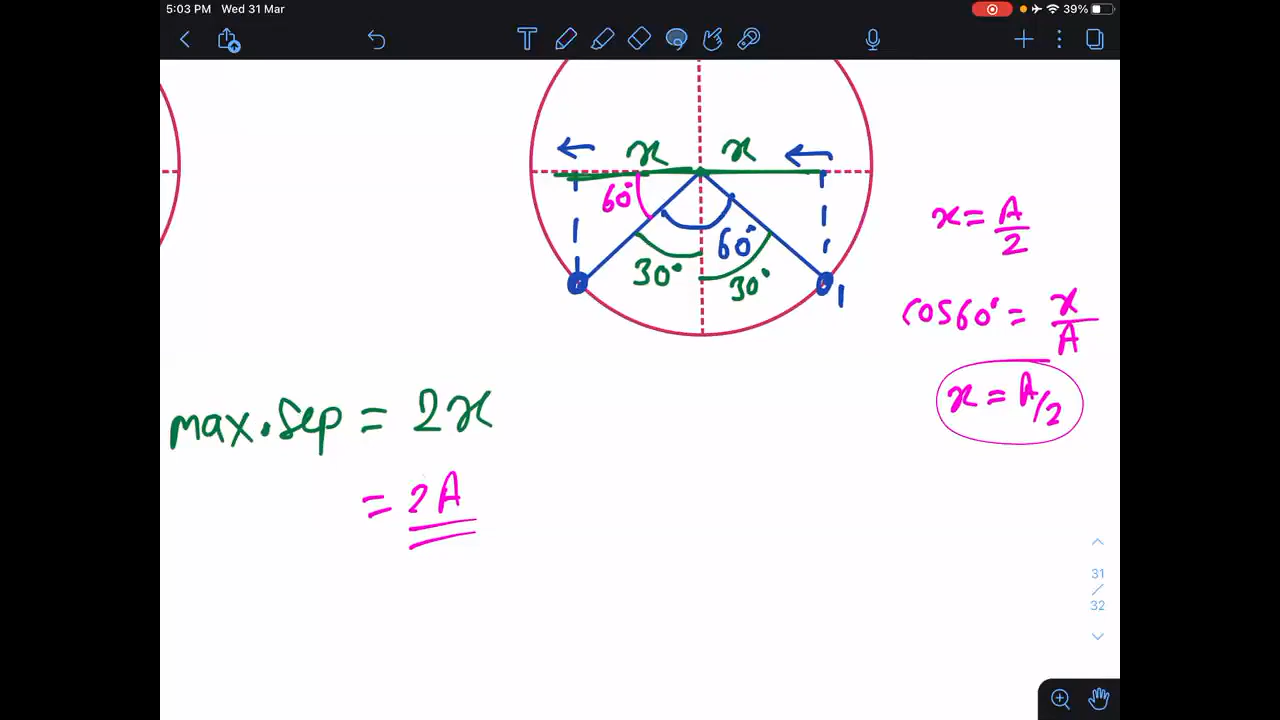 5:03 PM Wed 31 Mar
39%
T
x x
60°
60°
30° 30°
1
x = A/2
cos60° = x/A
x = A/2
max. sep = 2x
= 2A
31
/
32